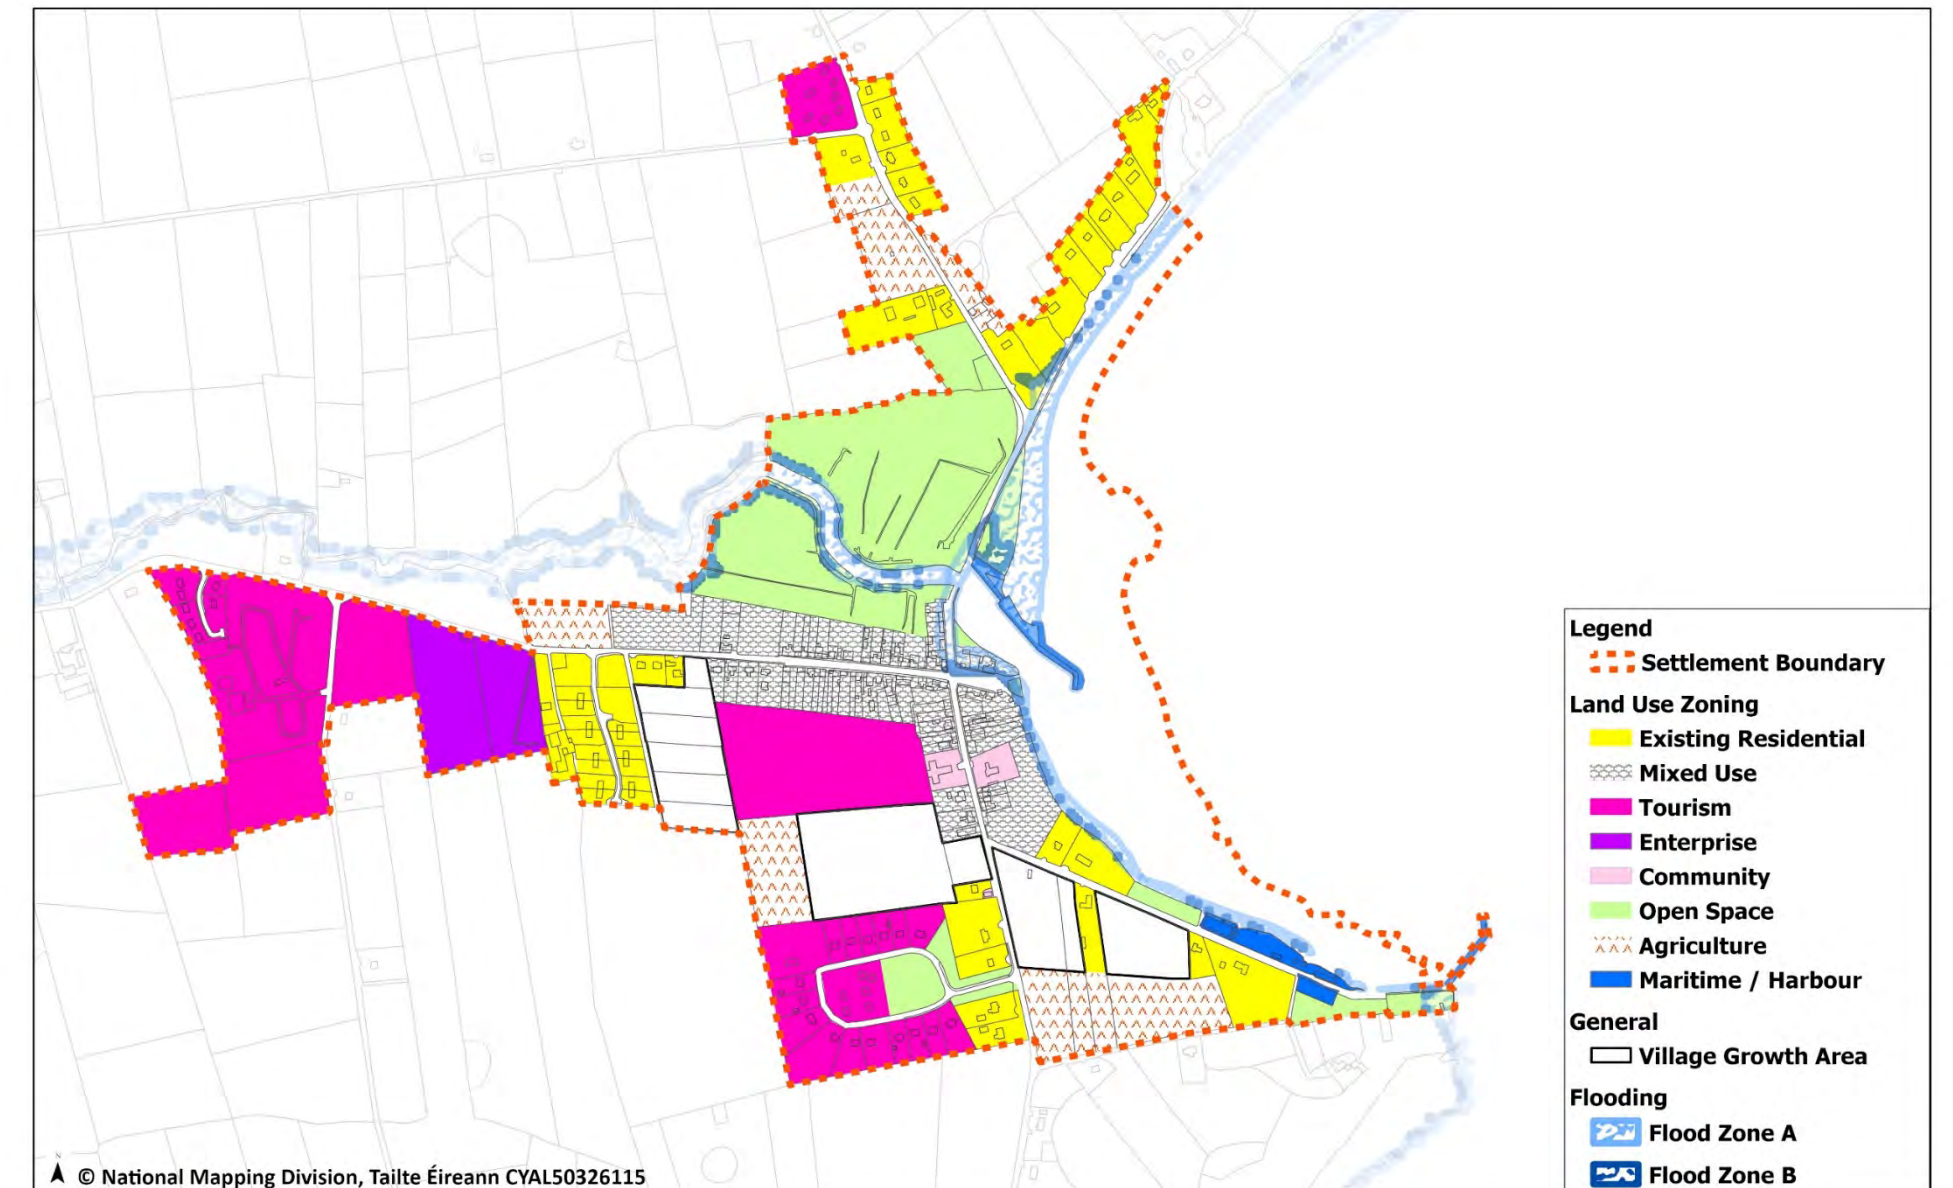 Legend
Settlement Boundary
Land Use Zoning
Existing Residential
Mixed Use
Tourism
Enterprise
Community
Open Space
Agriculture
Maritime / Harbour
General
Village Growth Area
Flooding
Flood Zone A
Flood Zone B
N
© National Mapping Division, Tailte Éireann CYAL50326115